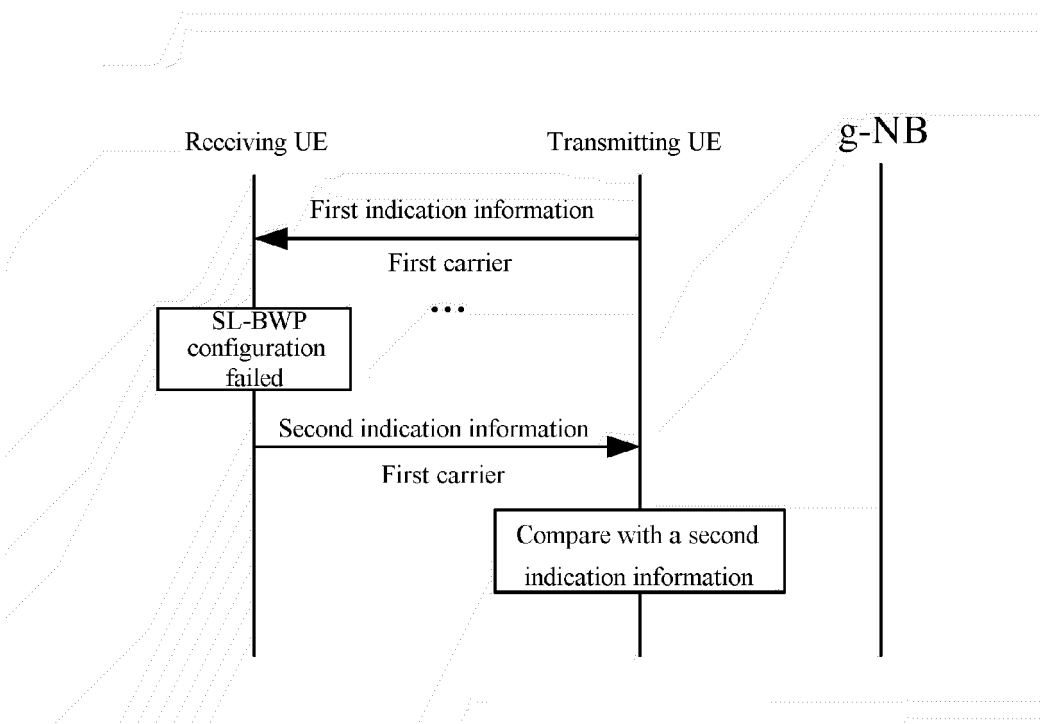 Receiving UE
Transmitting UE
g-NB
First indication information
First carrier
...
SL-BWP
configuration
failed
Second indication information
First carrier
Compare with a second
indication information